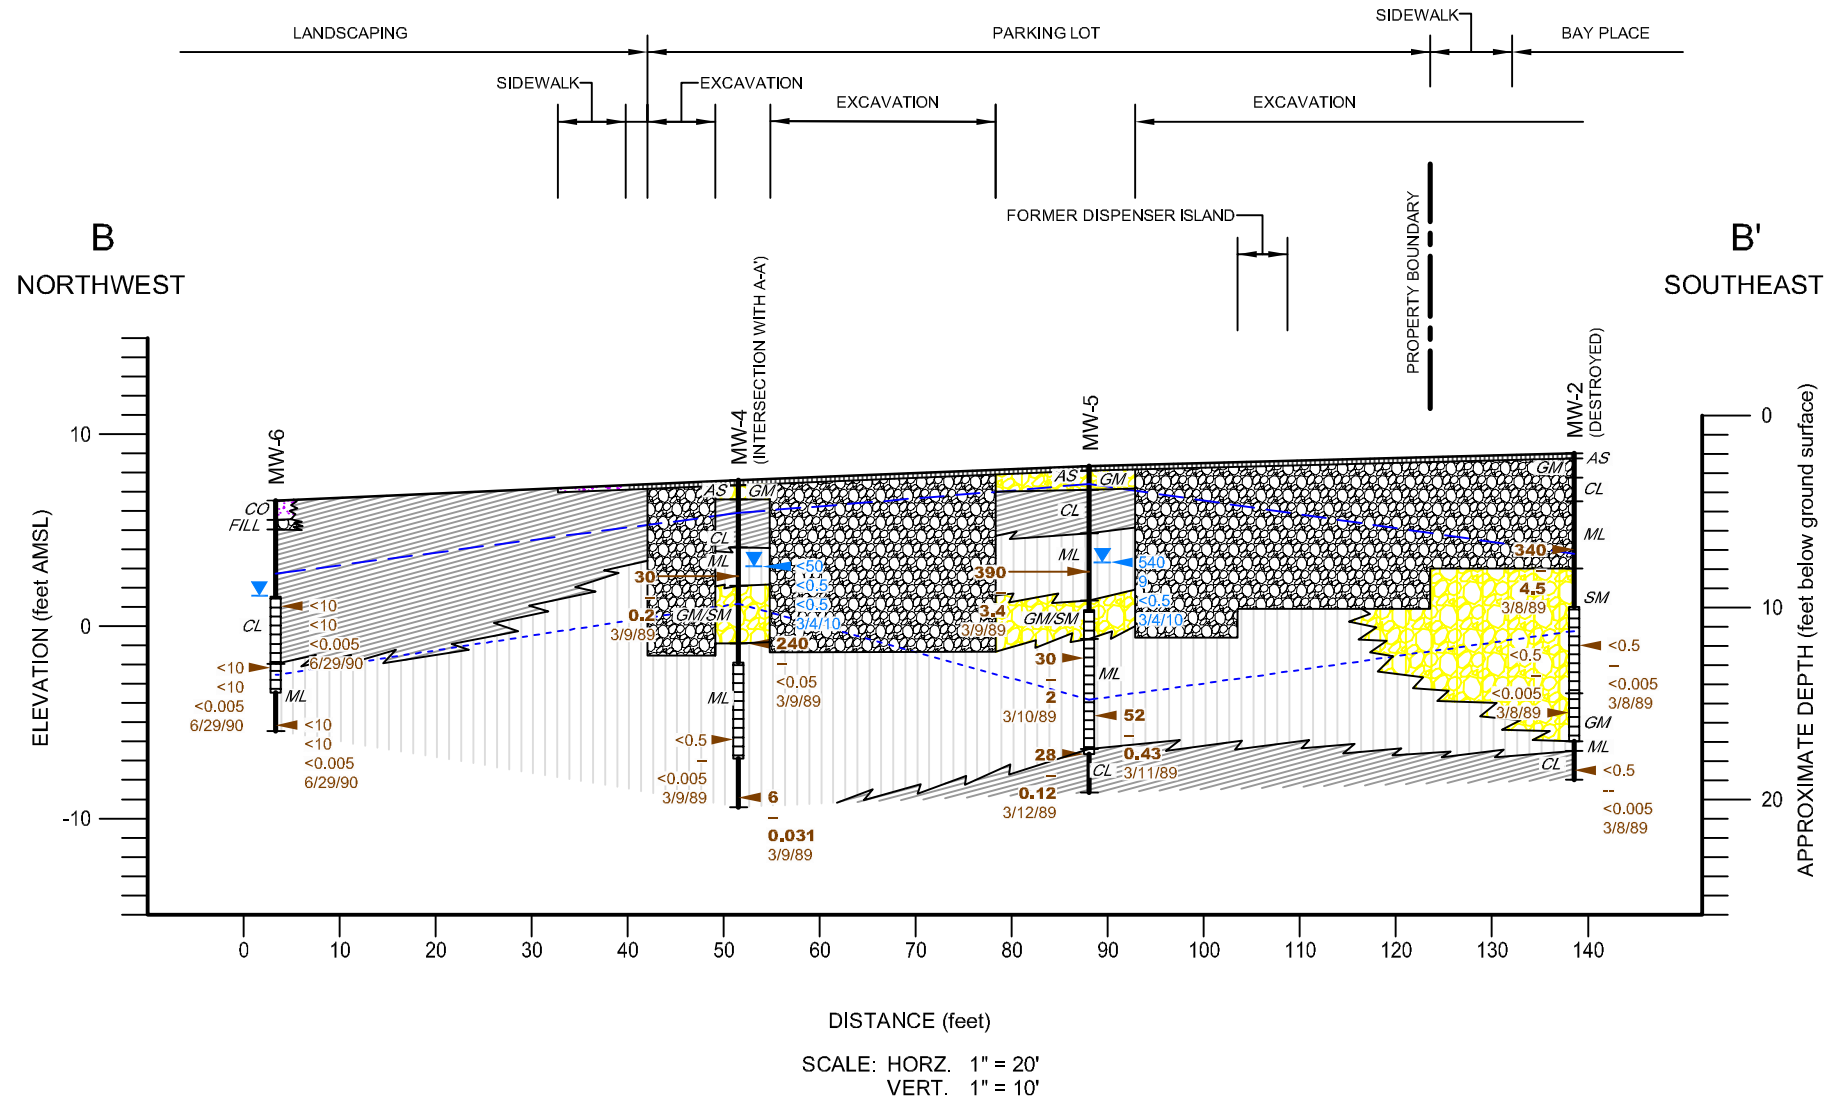 SIDEWALK
LANDSCAPING
PARKING LOT
BAY PLACE
SIDEWALK
EXCAVATION
EXCAVATION
EXCAVATION
FORMER DISPENSER ISLAND
PROPERTY BOUNDARY
B
NORTHWEST
B'
SOUTHEAST
MW-6
MW-4
(INTERSECTION WITH A-A')
MW-5
MW-2
(DESTROYED)
ELEVATION (feet AMSL)
10
0
-10
APPROXIMATE DEPTH (feet below ground surface)
0
10
20
CO
FILL
CL
ML
<10
<10
<0.005
6/29/90
<10
<10
<0.005
6/29/90
<10
<10
<0.005
6/29/90
AS
GM
CL
ML
GM/SM
ML
30
–
0.2
3/9/89
<50
<0.5
<0.5
3/4/10
240
–
<0.05
3/9/89
<0.5
–
<0.005
3/9/89
6
–
0.031
3/9/89
AS
GM
CL
ML
GM/SM
ML
CL
390
–
3.4
3/9/89
540
9
<0.5
3/4/10
30
–
2
3/10/89
52
–
0.43
3/11/89
28
–
0.12
3/12/89
GM
AS
CL
ML
SM
GM
ML
CL
340
–
4.5
3/8/89
<0.5
–
<0.005
3/8/89
<0.5
–
<0.005
3/8/89
<0.5
--
<0.005
3/8/89
0 10 20 30 40 50 60 70 80 90 100 110 120 130 140
DISTANCE (feet)
SCALE: HORZ. 1" = 20'
VERT. 1" = 10'